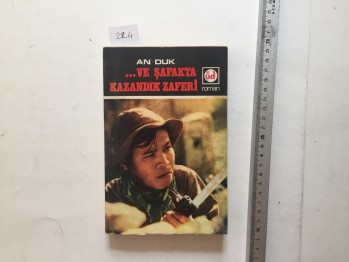 224
AN DUK
...VE ŞAFAKTA
KAZANDIK ZAFERİ
roman